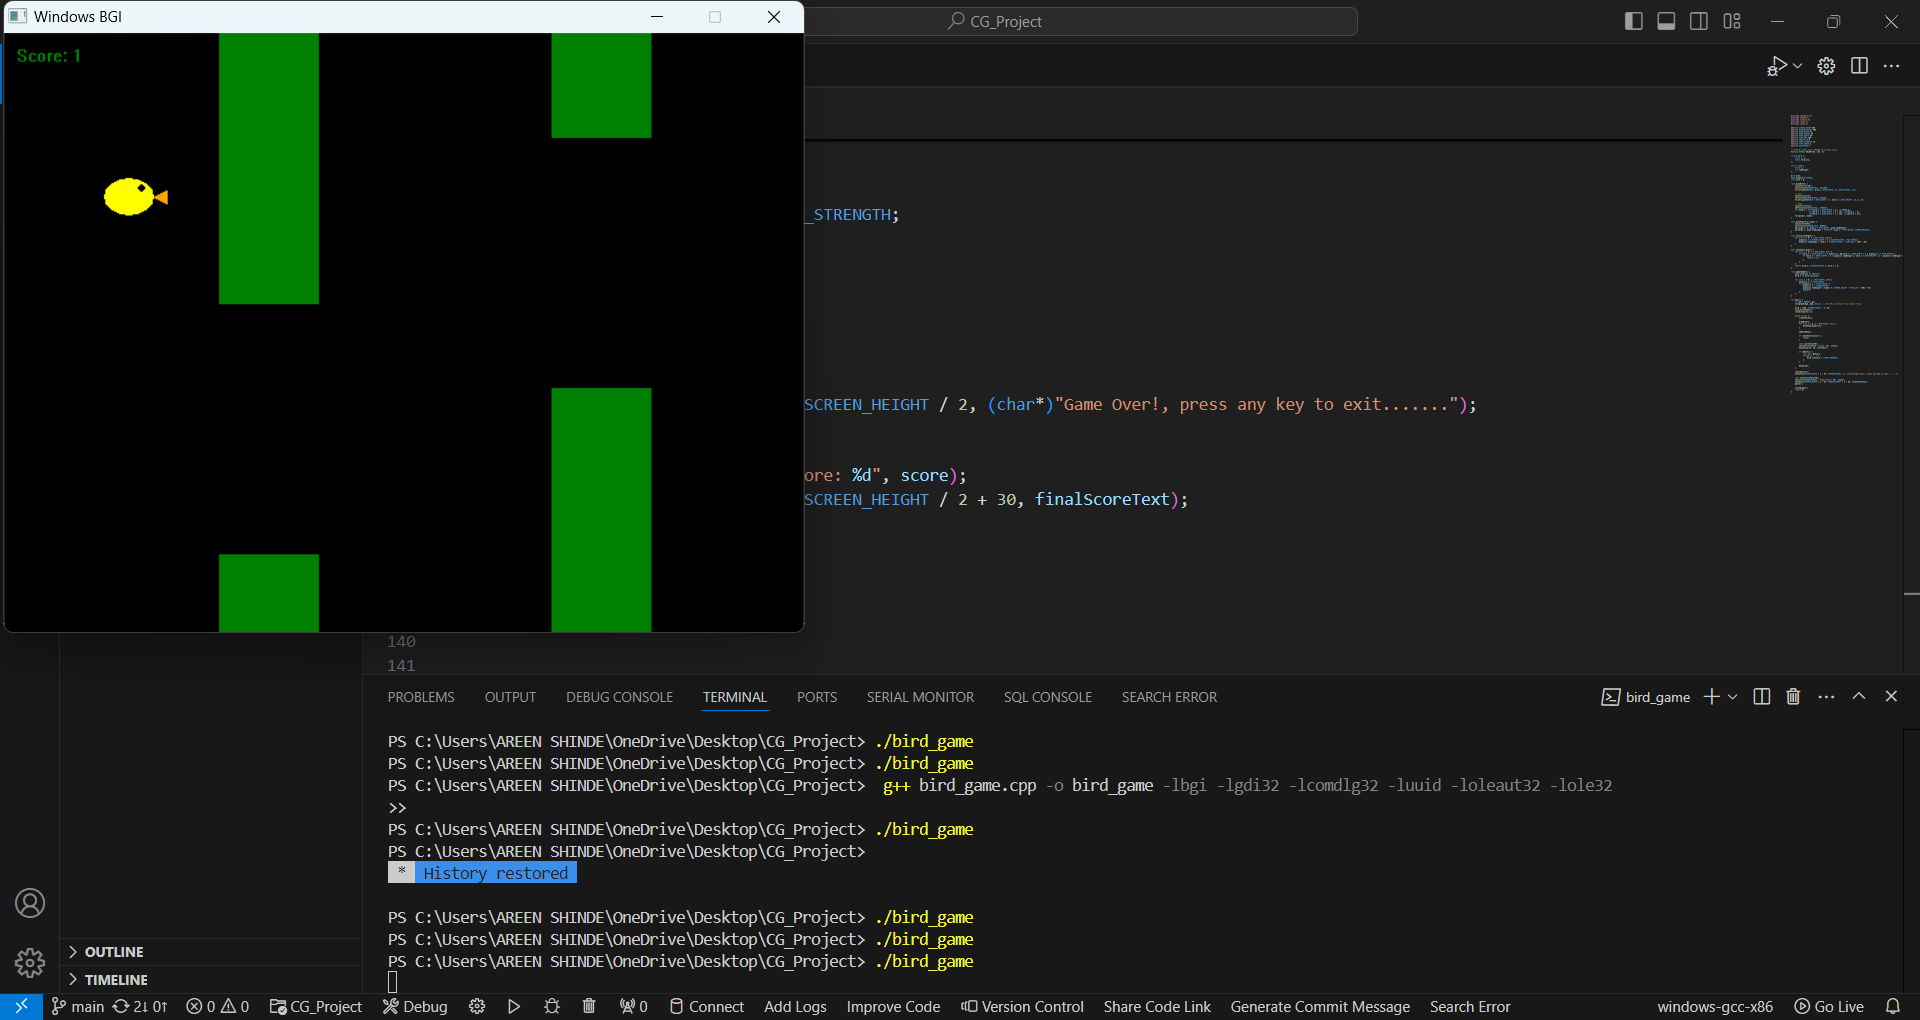 Windows BGI
CG_Project
Score: 1
_STRENGTH;
SCREEN_HEIGHT / 2, (char*)"Game Over!, press any key to exit.......");
ore: %d", score);
SCREEN_HEIGHT / 2 + 30, finalScoreText);
140
141
PROBLEMS OUTPUT DEBUG CONSOLE TERMINAL PORTS SERIAL MONITOR SQL CONSOLE SEARCH ERROR bird_game
PS C:\Users\AREEN SHINDE\OneDrive\Desktop\CG_Project> ./bird_game
PS C:\Users\AREEN SHINDE\OneDrive\Desktop\CG_Project> ./bird_game
PS C:\Users\AREEN SHINDE\OneDrive\Desktop\CG_Project> g++ bird_game.cpp -o bird_game -lbgi -lgdi32 -lcomdlg32 -luuid -loleaut32 -lole32
>>
PS C:\Users\AREEN SHINDE\OneDrive\Desktop\CG_Project> ./bird_game
PS C:\Users\AREEN SHINDE\OneDrive\Desktop\CG_Project>
* History restored
PS C:\Users\AREEN SHINDE\OneDrive\Desktop\CG_Project> ./bird_game
PS C:\Users\AREEN SHINDE\OneDrive\Desktop\CG_Project> ./bird_game
PS C:\Users\AREEN SHINDE\OneDrive\Desktop\CG_Project> ./bird_game
OUTLINE
TIMELINE
main 2↓ 0↑ 0 0 CG_Project Debug 0 Connect Add Logs Improve Code Version Control Share Code Link Generate Commit Message Search Error windows-gcc-x86 Go Live